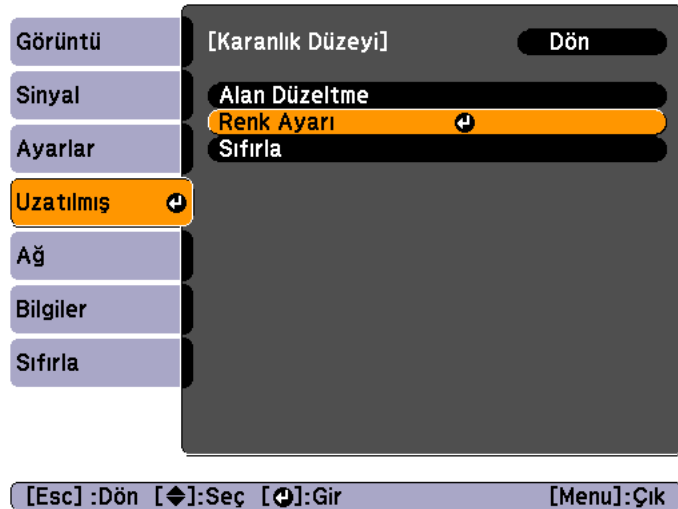 Görüntü
Sinyal
Ayarlar
Uzatılmış
Ağ
Bilgiler
Sıfırla
[Karanlık Düzeyi] Dön
Alan Düzeltme
Renk Ayarı
Sıfırla
[Esc] :Dön [◆]:Seç [↵]:Gir [Menu]:Çık